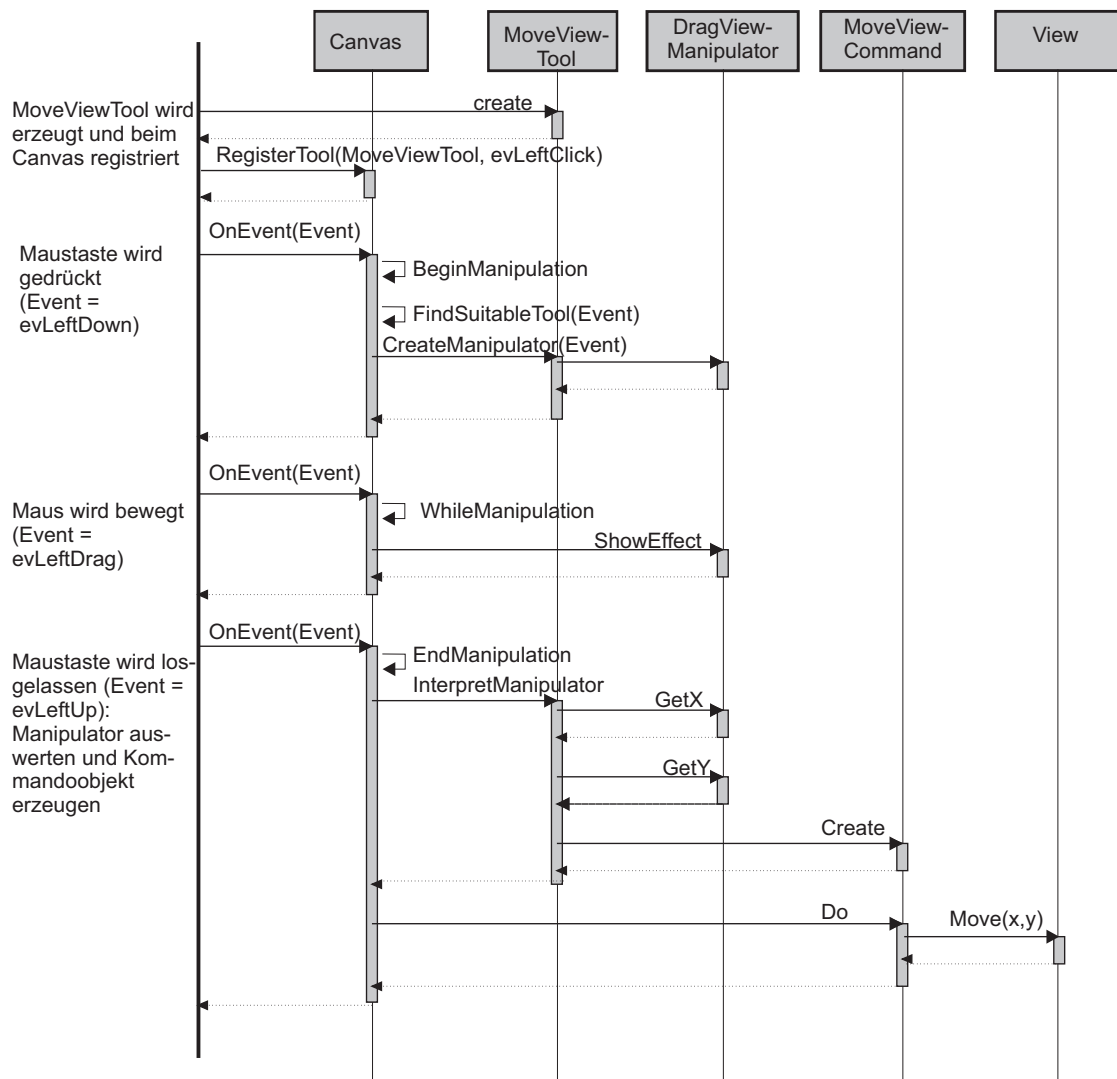 Canvas
MoveView-
Tool
DragView-
Manipulator
MoveView-
Command
View
MoveViewTool wird
erzeugt und beim
Canvas registriert
create
RegisterTool(MoveViewTool, evLeftClick)
Maustaste wird
gedrückt
(Event =
evLeftDown)
OnEvent(Event)
BeginManipulation
FindSuitableTool(Event)
CreateManipulator(Event)
Maus wird bewegt
(Event =
evLeftDrag)
OnEvent(Event)
WhileManipulation
ShowEffect
Maustaste wird los-
gelassen (Event =
evLeftUp):
Manipulator aus-
werten und Kom-
mandoobjekt
erzeugen
OnEvent(Event)
EndManipulation
InterpretManipulator
GetX
GetY
Create
Do
Move(x,y)